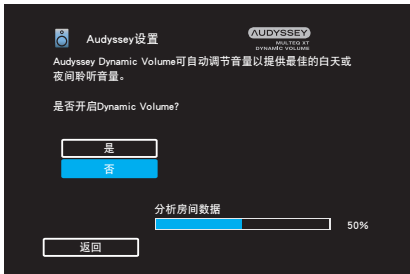 Audyssey设置
AUDYSSEY
MULTEQ XT
DYNAMIC VOLUME
Audyssey Dynamic Volume可自动调节音量以提供最佳的白天或
夜间聆听音量。
是否开启Dynamic Volume?
是
否
分析房间数据
50%
返回